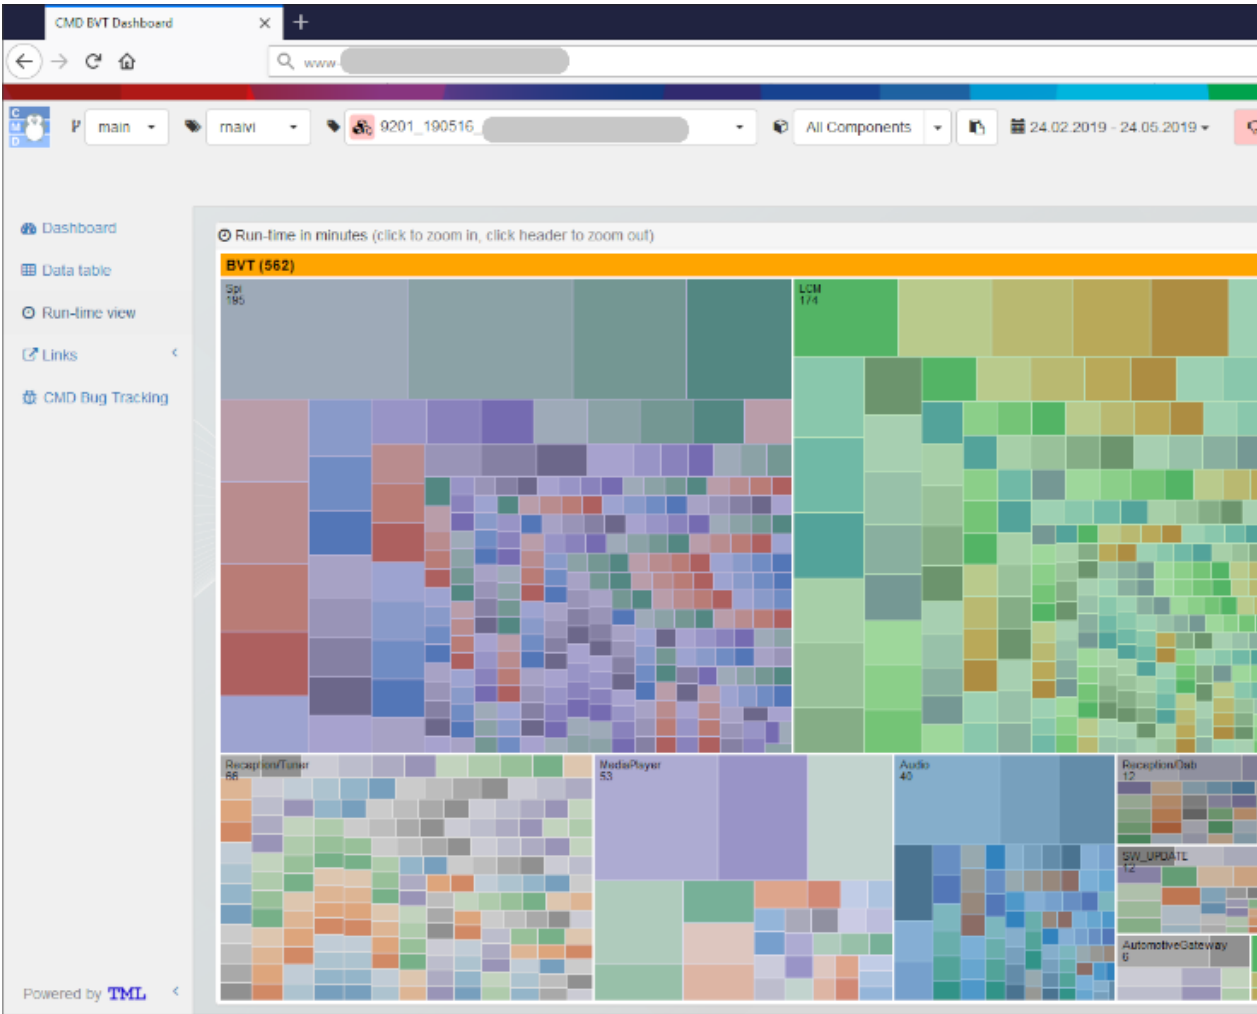 CMD BVT Dashboard
www-
C
M
D
main
rnaivi
9201_190516_
All Components
24.02.2019 - 24.05.2019
Dashboard
Data table
Run-time view
Links
CMD Bug Tracking
Run-time in minutes (click to zoom in, click header to zoom out)
BVT (562)
Spi
195
LCM
174
Reception/Tuner
66
MediaPlayer
53
Audio
40
Reception/Dab
12
SW_UPDATE
12
AutomotiveGateway
6
Powered by TML